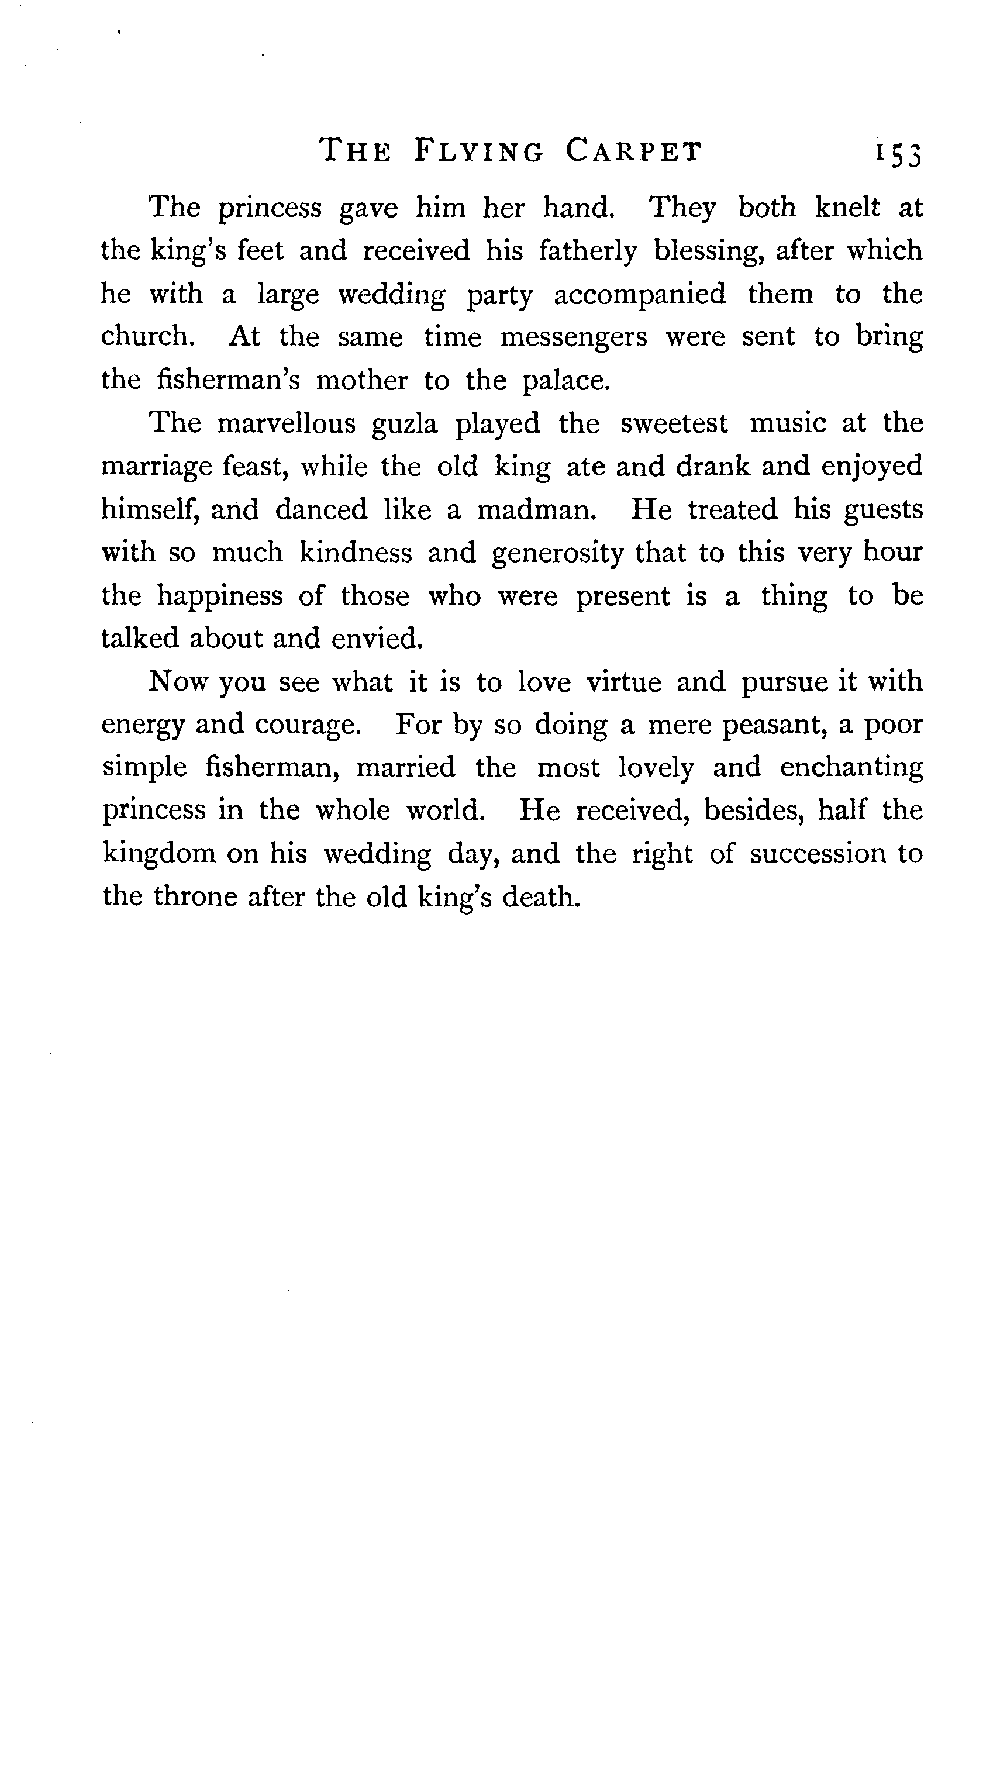 THE FLYING CARPET 153
The princess gave him her hand. They both knelt at
the king's feet and received his fatherly blessing, after which
he with a large wedding party accompanied them to the
church. At the same time messengers were sent to bring
the fisherman's mother to the palace.
The marvellous guzla played the sweetest music at the
marriage feast, while the old king ate and drank and enjoyed
himself, and danced like a madman. He treated his guests
with so much kindness and generosity that to this very hour
the happiness of those who were present is a thing to be
talked about and envied.
Now you see what it is to love virtue and pursue it with
energy and courage. For by so doing a mere peasant, a poor
simple fisherman, married the most lovely and enchanting
princess in the whole world. He received, besides, half the
kingdom on his wedding day, and the right of succession to
the throne after the old king's death.